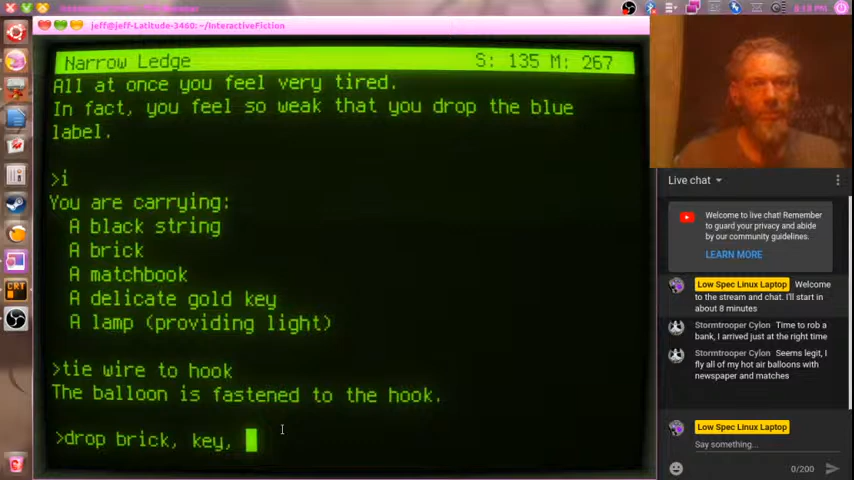 jeff@jeff-Latitude-3460: ~/InteractiveFiction
8:13 PM
Narrow Ledge S: 135 M: 267
All at once you feel very tired.
In fact, you feel so weak that you drop the blue
label.
>i
You are carrying:
A black string
A brick
A matchbook
A delicate gold key
A lamp (providing light)
>tie wire to hook
The balloon is fastened to the hook.
>drop brick, key,
CRT
Live chat
Welcome to live chat! Remember
to guard your privacy and abide
by our community guidelines.
LEARN MORE
Low Spec Linux Laptop Welcome
to the stream and chat. I'll start in
about 8 minutes
Stormtrooper Cylon Time to rob a
bank, I arrived just at the right time
Stormtrooper Cylon Seems legit, I
fly all of my hot air balloons with
newspaper and matches
Low Spec Linux Laptop
Say something...
0/200